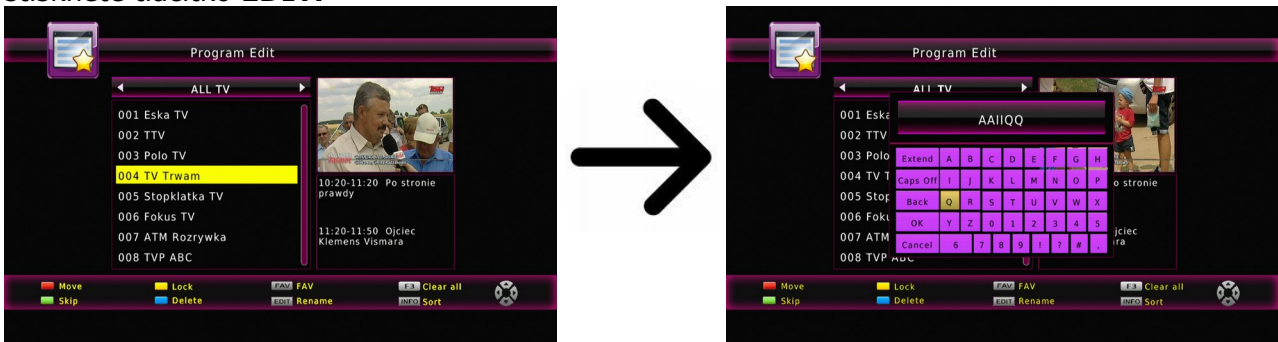 Program Edit
ALL TV
001 Eska TV
002 TTV
003 Polo TV
004 TV Trwam
005 Stopklatka TV
006 Fokus TV
007 ATM Rozrywka
008 TVP ABC
10:20-11:20 Po stronie
prawdy
11:20-11:50 Ojciec
Klemens Vismara
Move Lock FAV FAV F3 Clear all
Skip Delete EDIT Rename INFO Sort
Program Edit
ALL TV
AAIIQQ
001 Eska
002 TTV
003 Polo
004 TV T
005 Stop
006 Foku
007 ATM
008 TVP ABC
o stronie
jciec
ra
Extend A B C D E F G H
Caps Off I J K L M N O P
Back Q R S T U V W X
OK Y Z 0 1 2 3 4 5
Cancel 6 7 8 9 ! ? # ,
Move Lock FAV FAV F3 Clear all
Skip Delete EDIT Rename INFO Sort